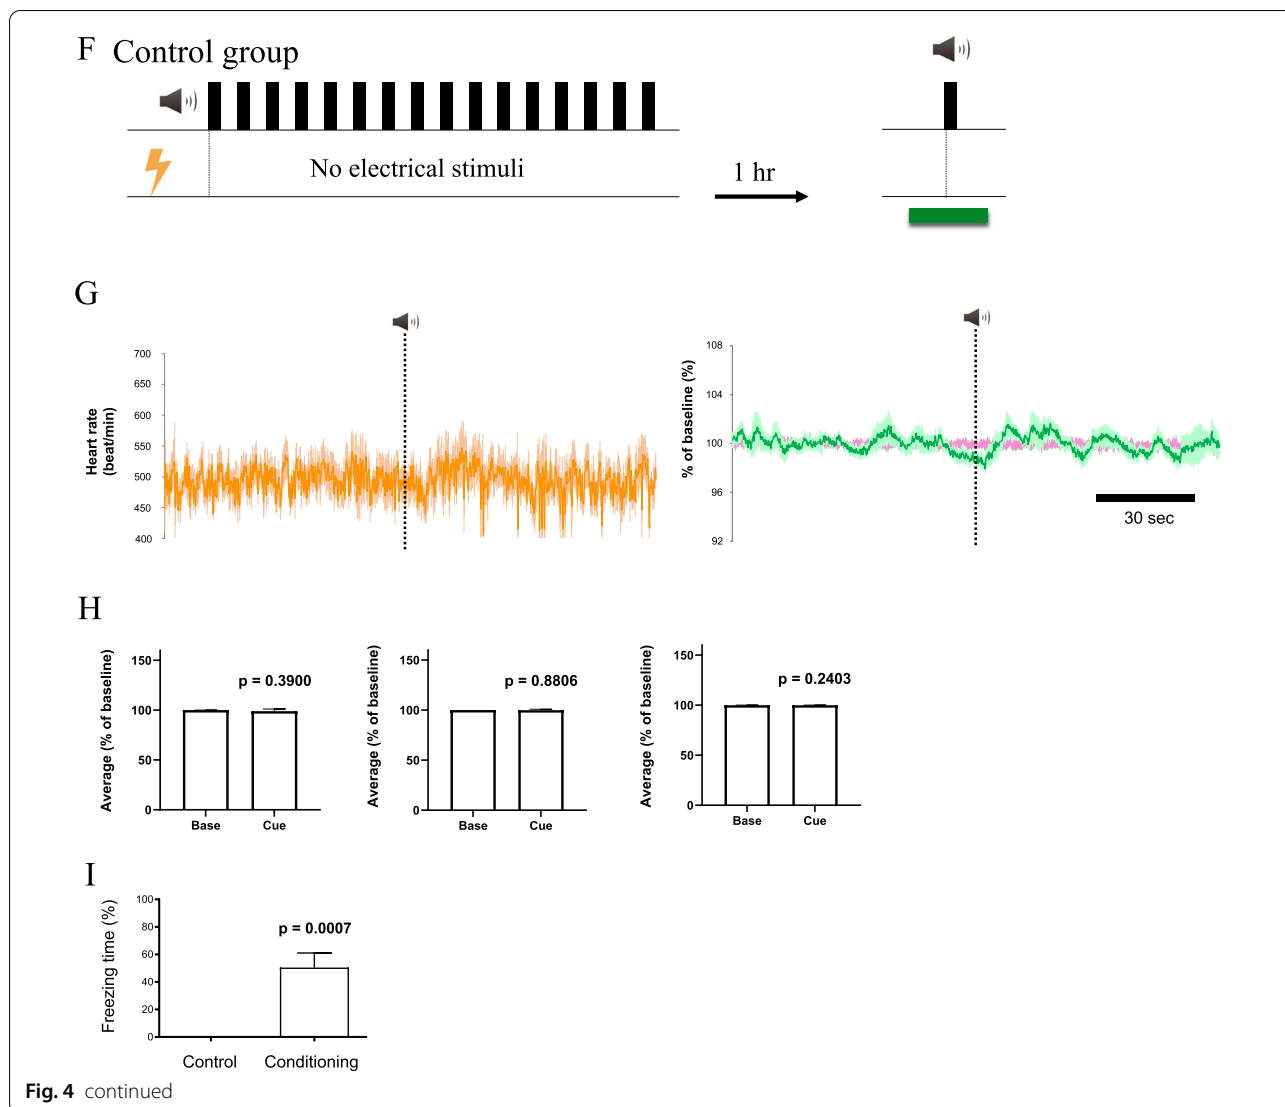 F Control group
No electrical stimuli
1 hr
G
Heart rate
(beat/min)
700
650
600
550
500
450
400
% of baseline (%)
108
104
100
96
92
30 sec
H
Average (% of baseline)
150
100
50
0
p = 0.3900
Base Cue
Average (% of baseline)
150
100
50
0
p = 0.8806
Base Cue
Average (% of baseline)
150
100
50
0
p = 0.2403
Base Cue
I
Freezing time (%)
100
80
60
40
20
0
p = 0.0007
Control Conditioning
Fig. 4 continued